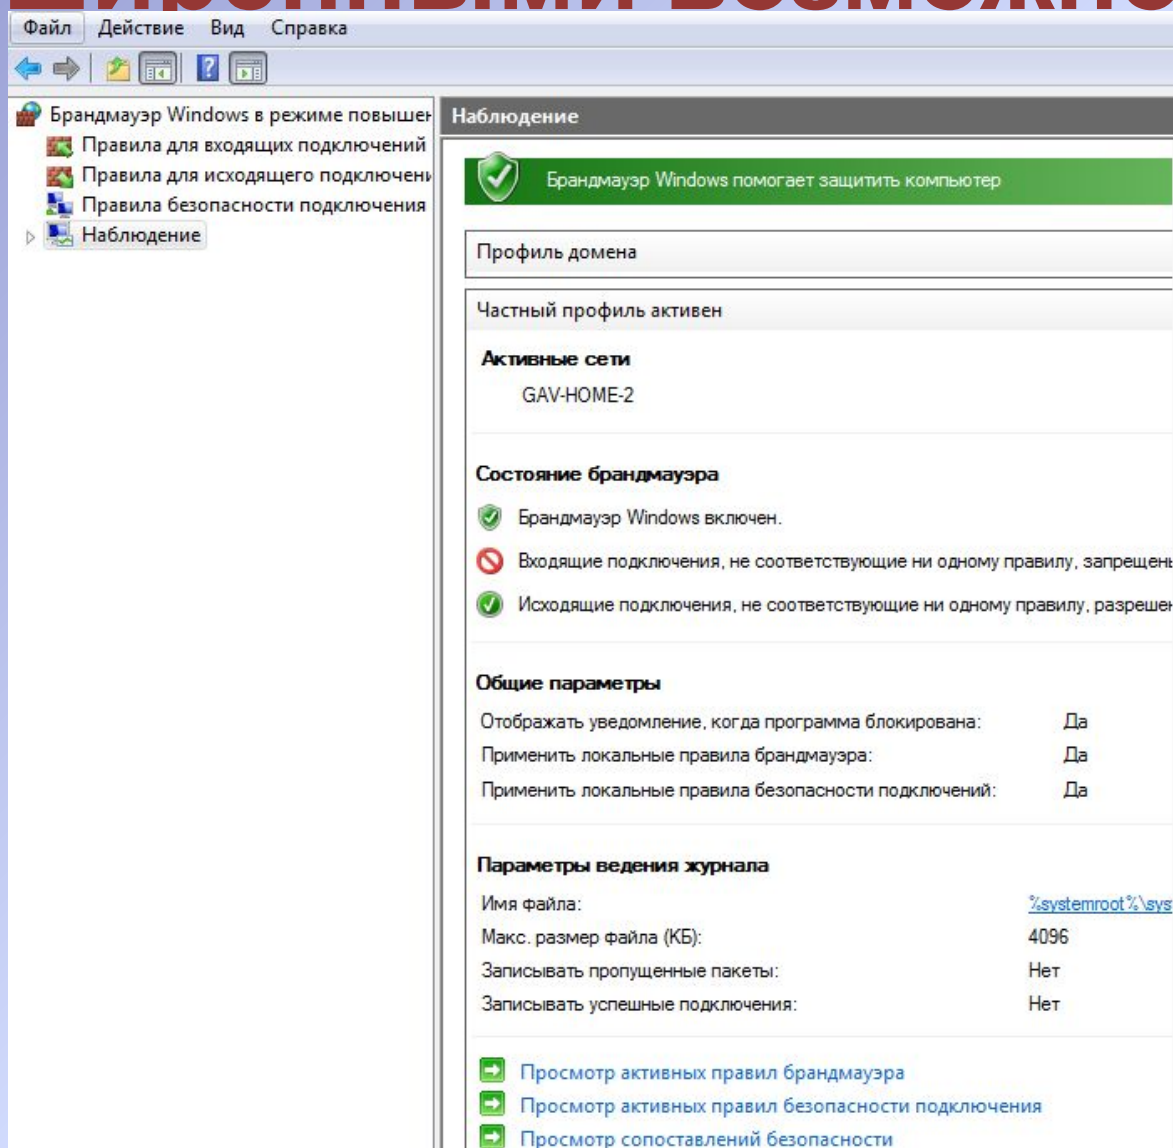 широкими возможно
Файл Действие Вид Справка
Брандмауэр Windows в режиме повышен
Правила для входящих подключений
Правила для исходящего подключени
Правила безопасности подключения
Наблюдение
Наблюдение
Брандмауэр Windows помогает защитить компьютер
Профиль домена
Частный профиль активен
Активные сети
GAV-HOME-2
Состояние брандмауэра
Брандмауэр Windows включен.
Входящие подключения, не соответствующие ни одному правилу, запрещены
Исходящие подключения, не соответствующие ни одному правилу, разрешен
Общие параметры
Отображать уведомление, когда программа блокирована: Да
Применить локальные правила брандмауэра: Да
Применить локальные правила безопасности подключений: Да
Параметры ведения журнала
Имя файла: %systemroot%\sys
Макс. размер файла (КБ): 4096
Записывать пропущенные пакеты: Нет
Записывать успешные подключения: Нет
Просмотр активных правил брандмауэра
Просмотр активных правил безопасности подключения
Просмотр сопоставлений безопасности